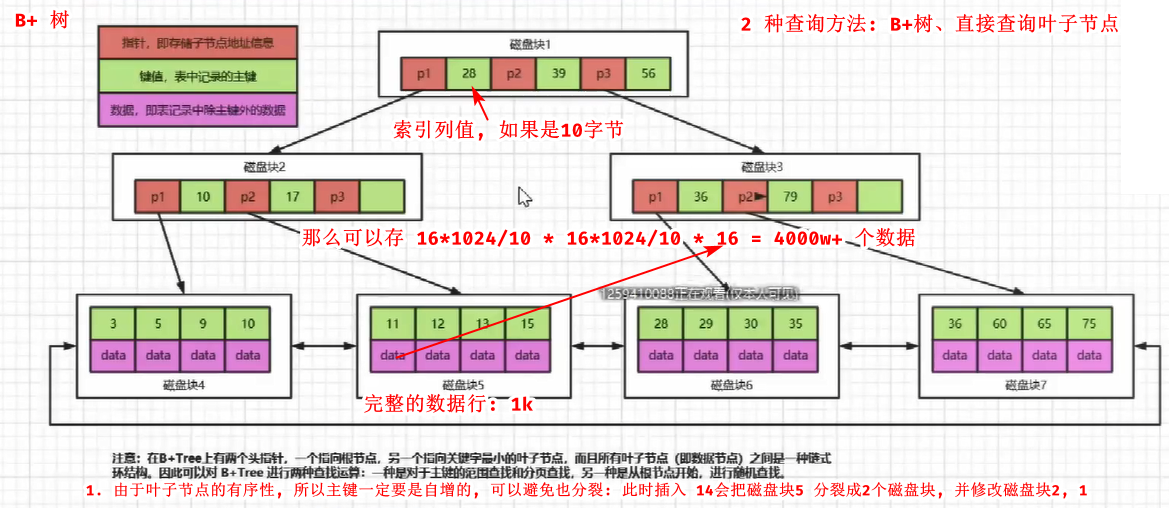 B+ 树
2 种查询方法: B+树、直接查询叶子节点
指针，即存储子节点地址信息
键值，表中记录的主键
数据，即表记录中除主键外的数据
磁盘块1
p1 28 p2 39 p3 56
索引列值, 如果是10字节
磁盘块2
p1 10 p2 17 p3
磁盘块3
p1 36 p2 79 p3
那么可以存 16*1024/10 * 16*1024/10 * 16 = 4000w+ 个数据
1259410088正在观看(仅本人可见)
3 5 9 10
data data data data
磁盘块4
11 12 13 15
data data data data
磁盘块5
28 29 30 35
data data data data
磁盘块6
36 60 65 75
data data data data
磁盘块7
完整的数据行: 1k
注意：在B+Tree上有两个头指针，一个指向根节点，另一个指向关键字最小的叶子节点，而且所有叶子节点（即数据节点）之间是一种链式
环结构。因此可以对 B+Tree 进行两种查找运算：一种是对于主键的范围查找和分页查找，另一种是从根节点开始，进行随机查找。
1. 由于叶子节点的有序性, 所以主键一定要是自增的, 可以避免也分裂: 此时插入 14会把磁盘块5 分裂成2个磁盘块, 并修改磁盘块2, 1